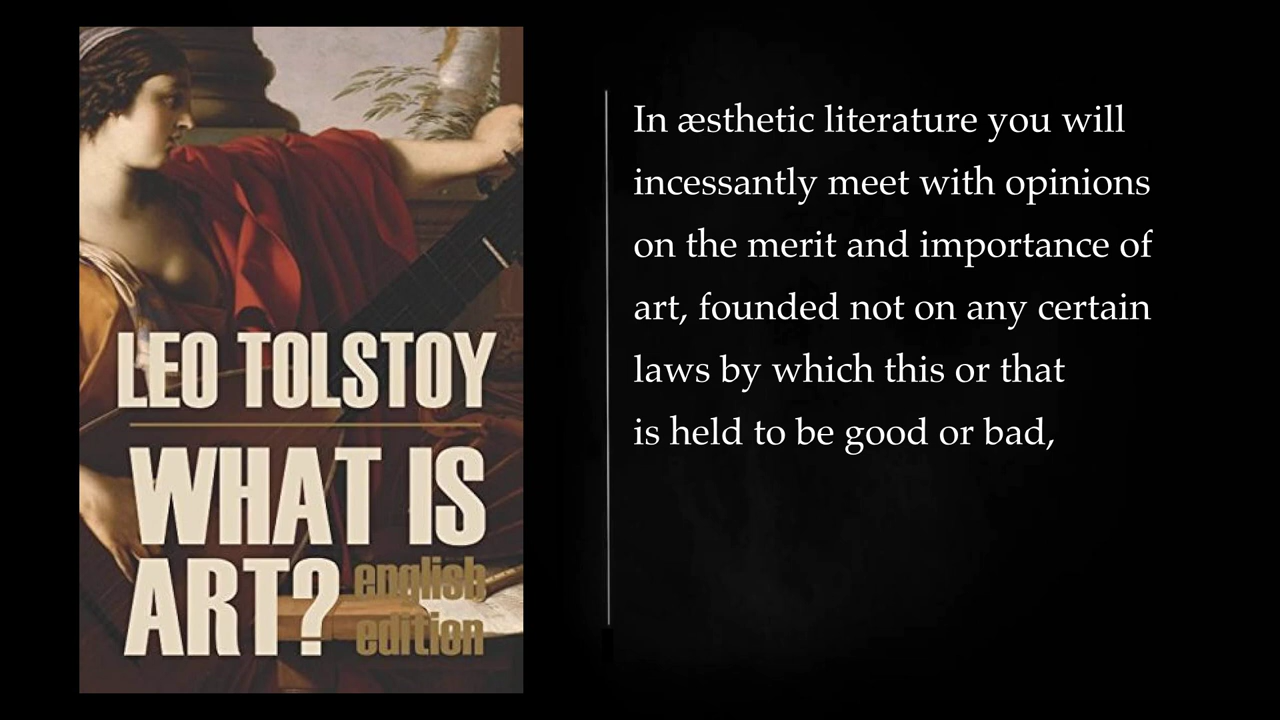 LEO TOLSTOY
WHAT IS
ART?
english
edition
In æsthetic literature you will
incessantly meet with opinions
on the merit and importance of
art, founded not on any certain
laws by which this or that
is held to be good or bad,